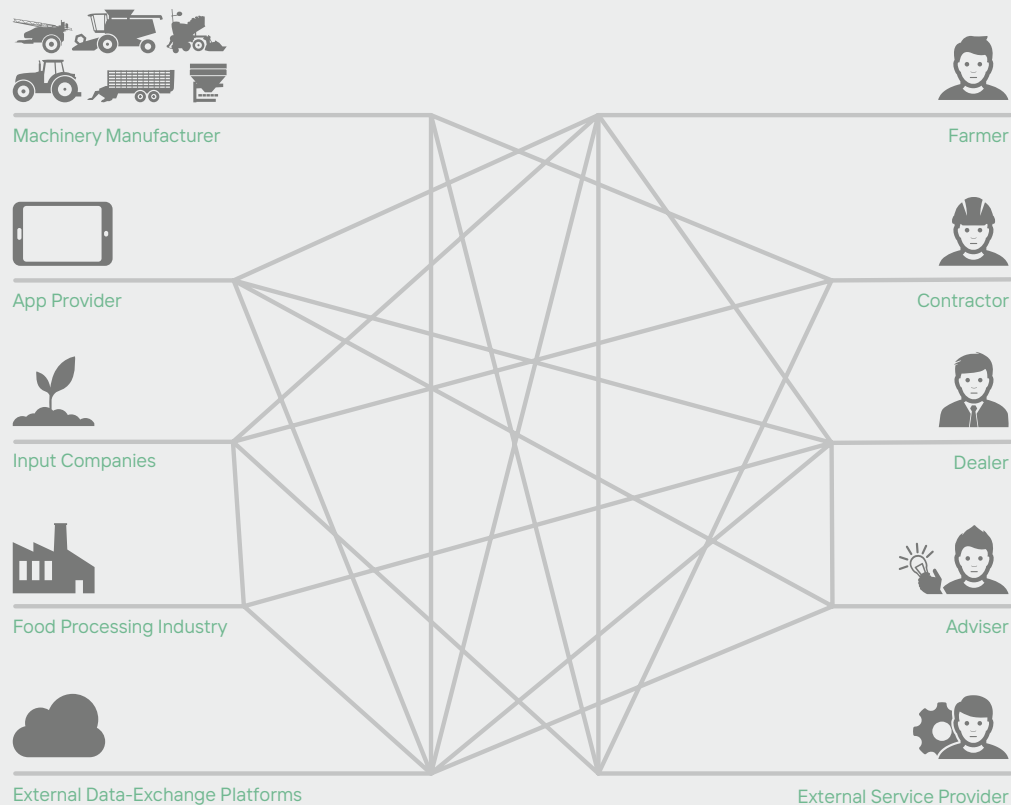 Machinery Manufacturer
Farmer
App Provider
Contractor
Input Companies
Dealer
Food Processing Industry
Adviser
External Data-Exchange Platforms
External Service Provider